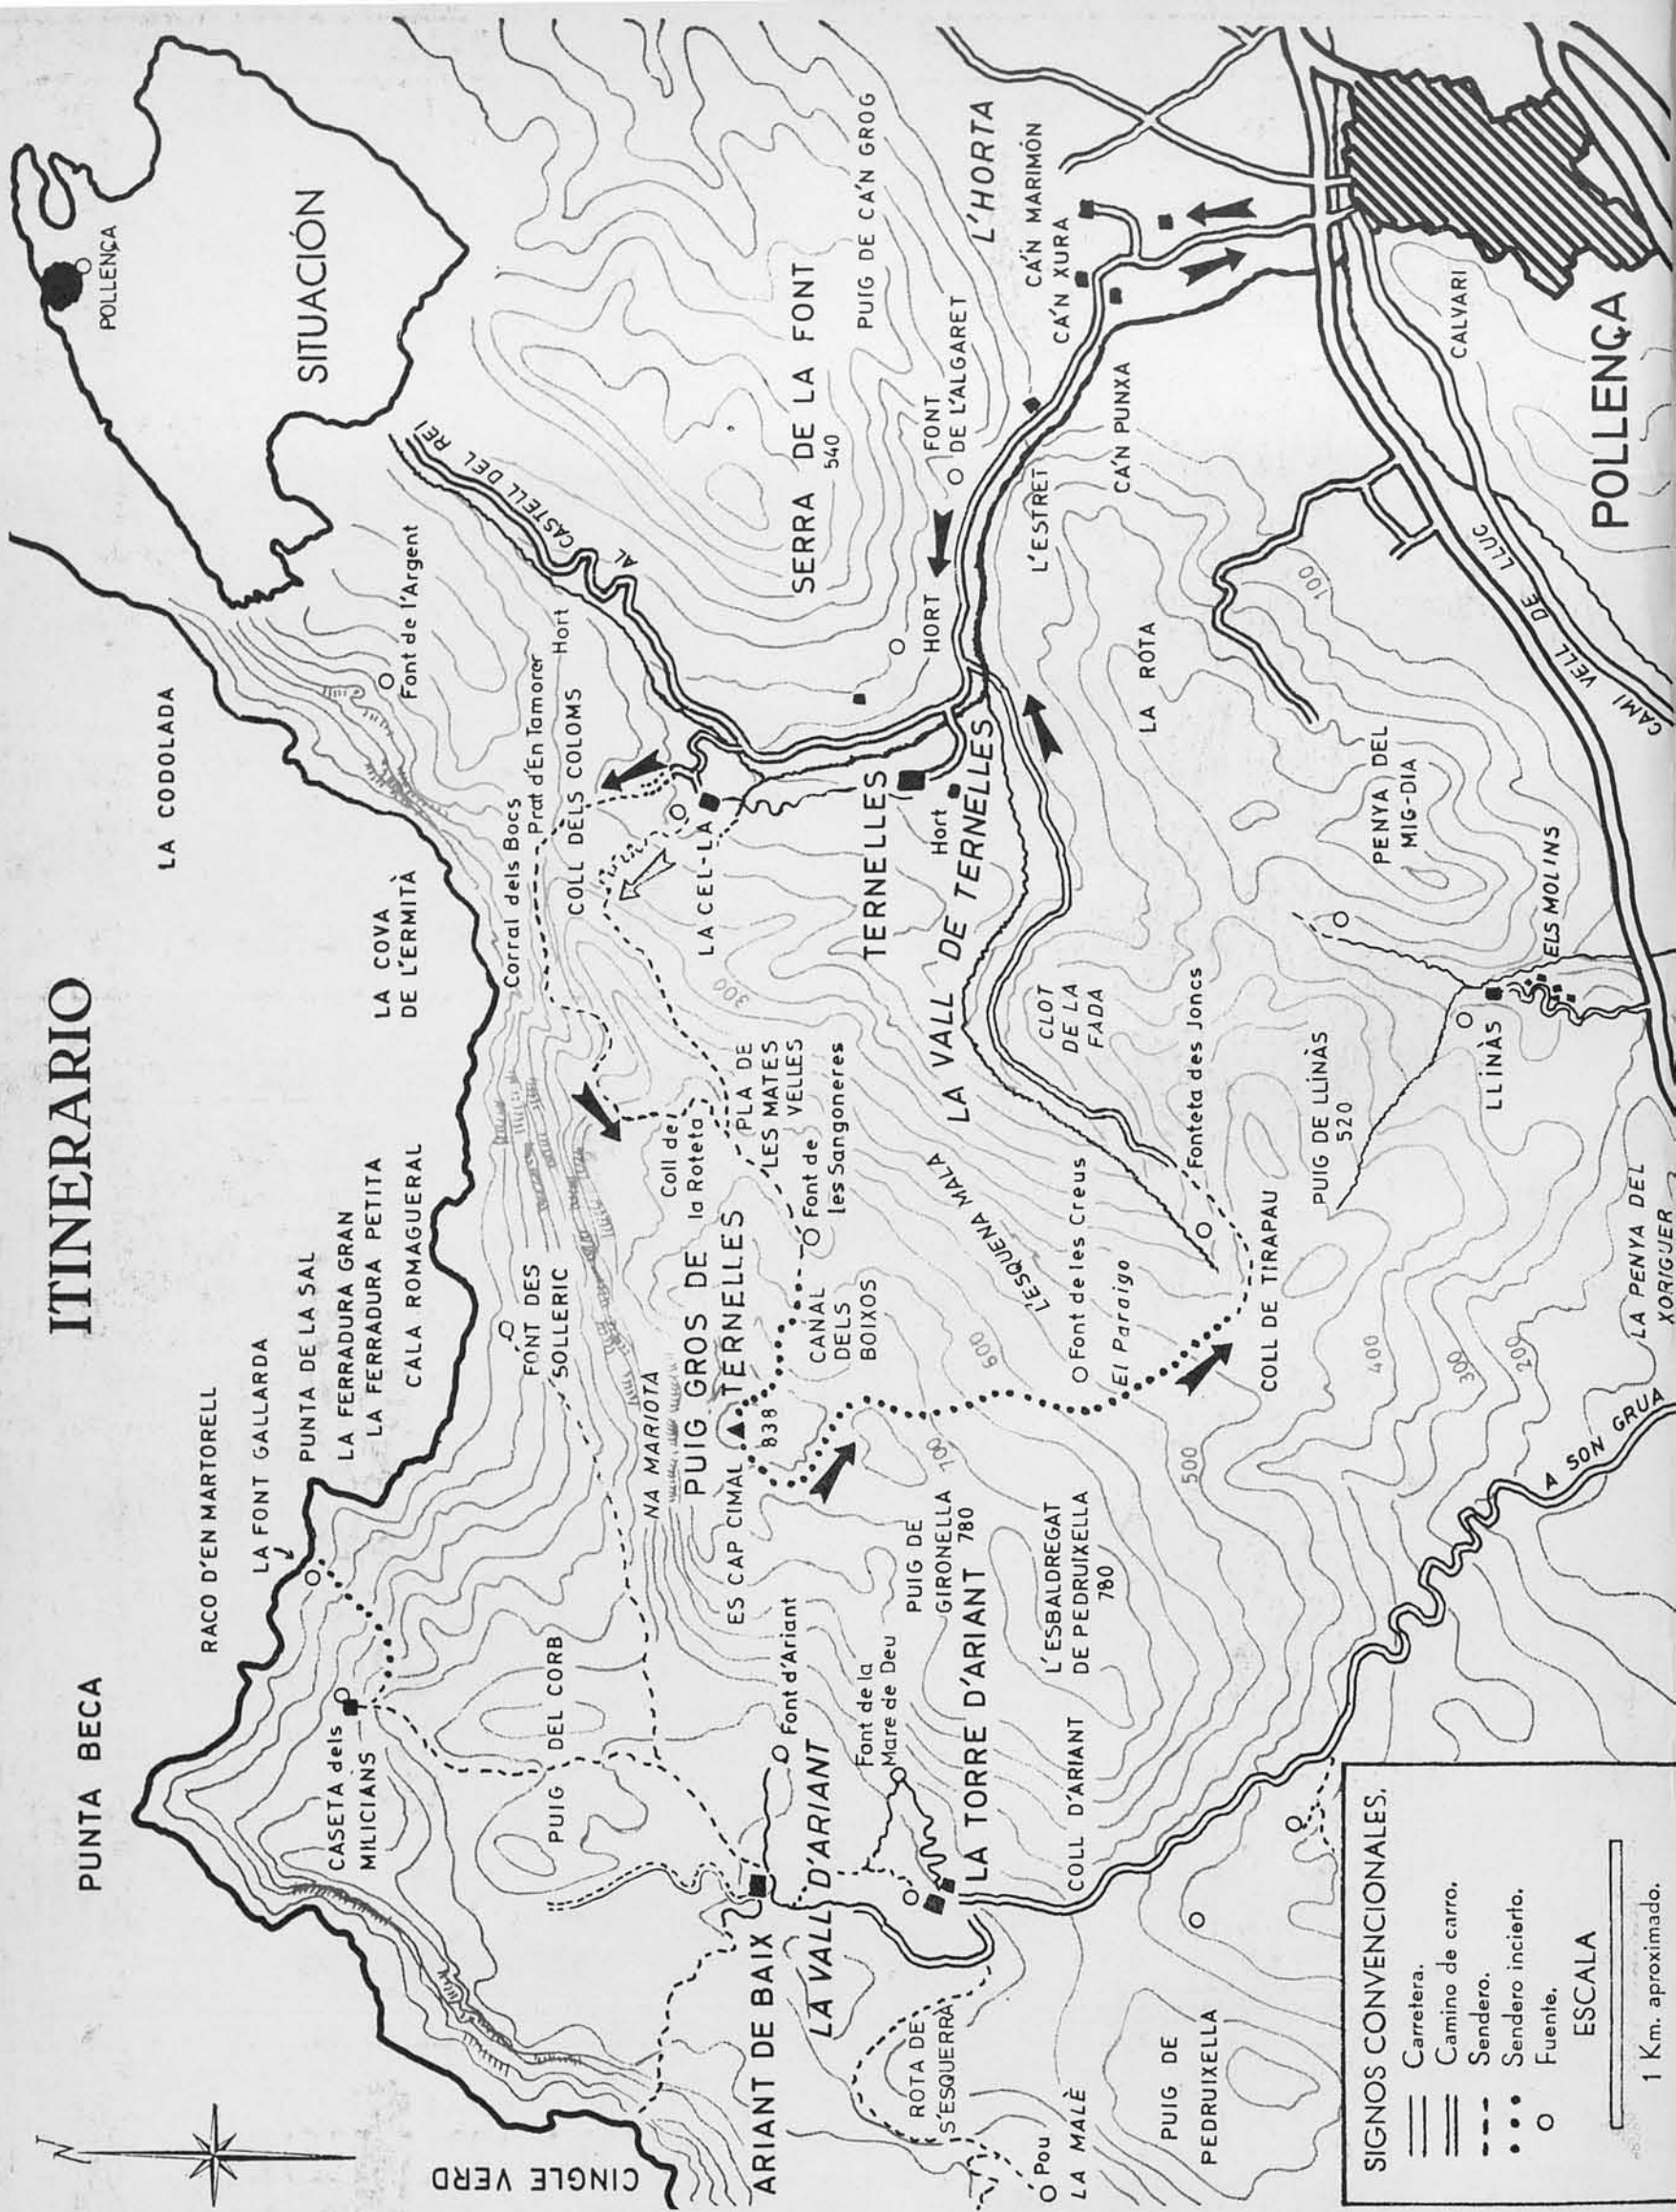 ITINERARIO
N
PUNTA BECA
RACO D'EN MARTORELL
LA FONT GALLARDA
PUNTA DE LA SAL
LA FERRADURA GRAN
LA FERRADURA PETITA
CALA ROMAGUERAL
LA COVA
DE L'ERMITÀ
LA CODOLADA
POLLENÇA
SITUACIÓN
CINGLE VERD
CASETA dels
MILICIANS
PUIG DEL CORB
FONT DES
SOLLERIC
NA MARIOTA
Corral dels Bocs
Prat d'En Tamorer
Hort
COLL DELS COLOMS
Font de l'Argent
AL CASTELL DEL REI
Coll de
la Roteta
PUIG GROS DE
TERNELLES
838
ES CAP CIMAL
PLA DE
LES MATES
VELLES
Font de
les Sangoneres
300
LA CEL-LA
CANAL
DELS
BOIXOS
SERRA DE LA FONT
540
PUIG DE CA'N GROG
ARIANT DE BAIX
LA VALL D'ARIANT
Font d'Ariant
Font de la
Mare de Deu
PUIG DE
GIRONELLA
780
700
600
LA TORRE D'ARIANT
TERNELLES
Hort
LA VALL DE TERNELLES
HORT
FONT
DE L'ALGARET
L'HORTA
CA'N MARIMÓN
CA'N XURA
L'ESTRET
CA'N PUNXA
L'ESQUENA MALA
Font de les Creus
El Paraigo
CLOT
DE LA
FADA
ROTA DE
S'ESQUERRA
Pou
LA MALÈ
COLL D'ARIANT
L'ESBALDREGAT
DE PEDRUIXELLA
780
500
PUIG DE
PEDRUIXELLA
Fonteta des Joncs
COLL DE TIRAPAU
PUIG DE LLINÀS
520
LA ROTA
100
PENYA DEL
MIG-DIA
400
300
200
LLINÀS
ELS MOLINS
CAMI VELL DE LLUC
CALVARI
POLLENÇA
A SON GRUA
LA PENYA DEL
XORIGUER
SIGNOS CONVENCIONALES.
Carretera.
Camino de carro.
Sendero.
Sendero incierto.
Fuente.
ESCALA
1 Km. aproximado.